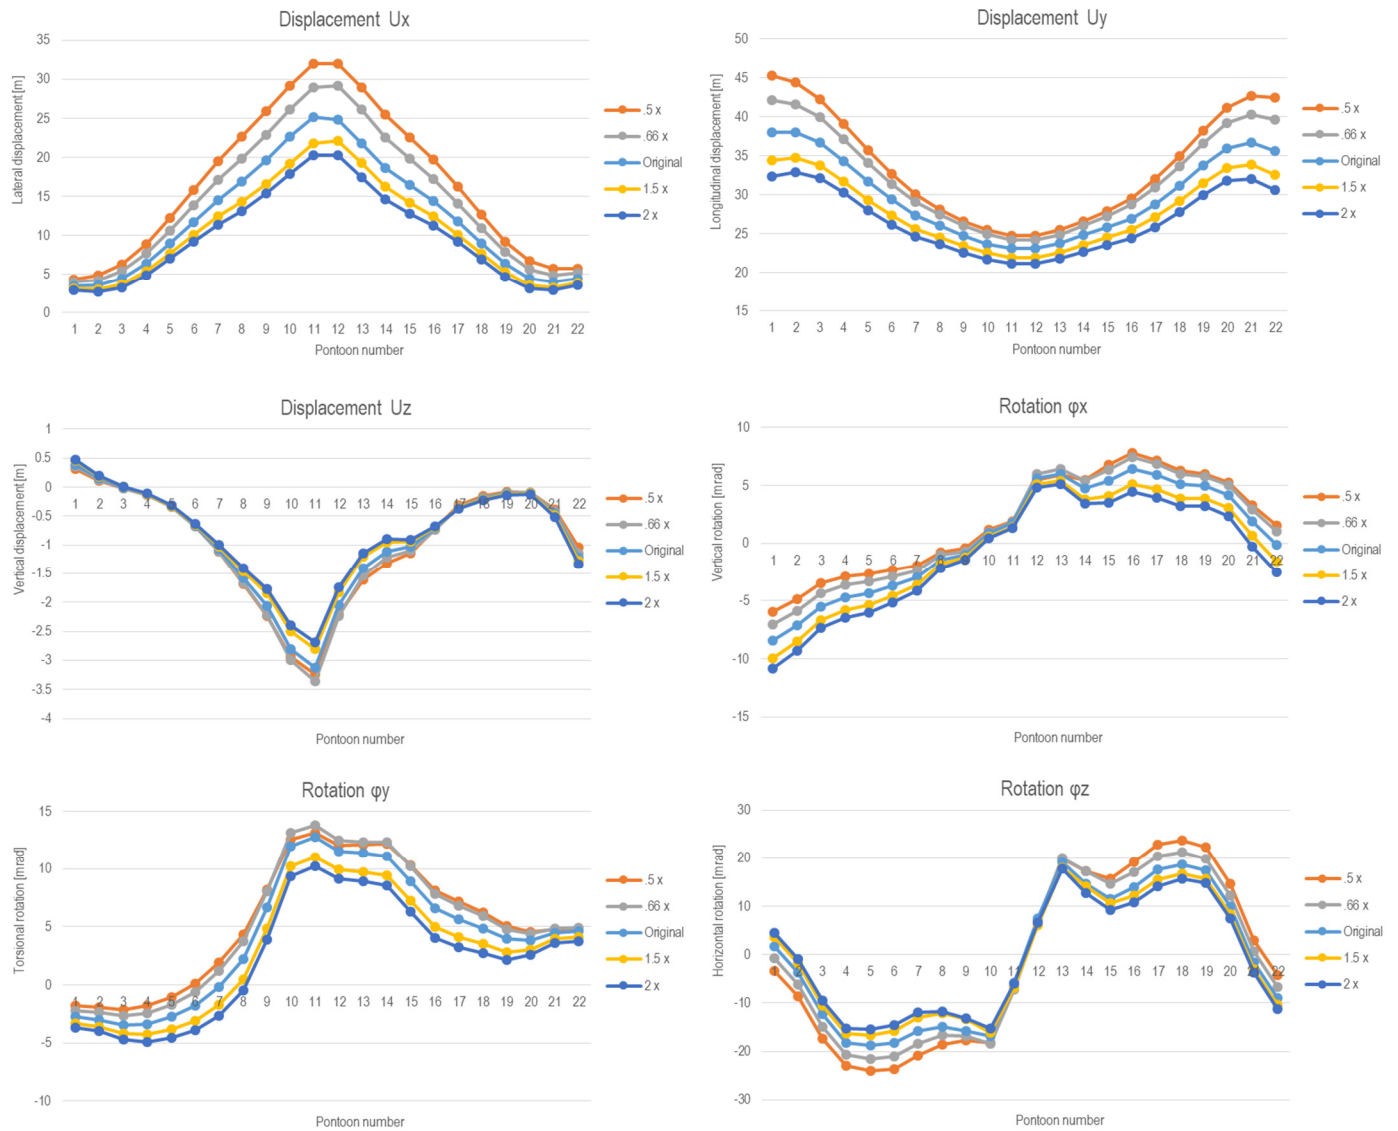 Displacement Ux
Lateral displacement [m]
35
30
25
20
15
10
5
0
1 2 3 4 5 6 7 8 9 10 11 12 13 14 15 16 17 18 19 20 21 22
Pontoon number
.5 x
.66 x
Original
1.5 x
2 x
Displacement Uy
Longitudinal displacement [m]
50
45
40
35
30
25
20
15
1 2 3 4 5 6 7 8 9 10 11 12 13 14 15 16 17 18 19 20 21 22
Pontoon number
.5 x
.66 x
Original
1.5 x
2 x
Displacement Uz
Vertical displacement [m]
1
0.5
0
-0.5
-1
-1.5
-2
-2.5
-3
-3.5
-4
1 2 3 4 5 6 7 8 9 10 11 12 13 14 15 16 17 18 19 20 21 22
Pontoon number
.5 x
.66 x
Original
1.5 x
2 x
Rotation φx
Vertical rotation [mrad]
10
5
0
-5
-10
-15
1 2 3 4 5 6 7 8 9 10 11 12 13 14 15 16 17 18 19 20 21 22
Pontoon number
.5 x
.66 x
Original
1.5 x
2 x
Rotation φy
Torsional rotation [mrad]
15
10
5
0
-5
-10
1 2 3 4 5 6 7 8 9 10 11 12 13 14 15 16 17 18 19 20 21 22
Pontoon number
.5 x
.66 x
Original
1.5 x
2 x
Rotation φz
Horizontal rotation [mrad]
30
20
10
0
-10
-20
-30
1 2 3 4 5 6 7 8 9 10 11 12 13 14 15 16 17 18 19 20 21 22
Pontoon number
.5 x
.66 x
Original
1.5 x
2 x